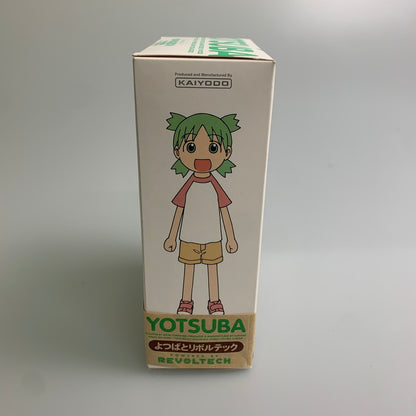 YOTSUBA
Produced and Manufactured By
KAIYODO
YOTSUBA
よつばとリボルテック
POWERED BY
REVOLTECH